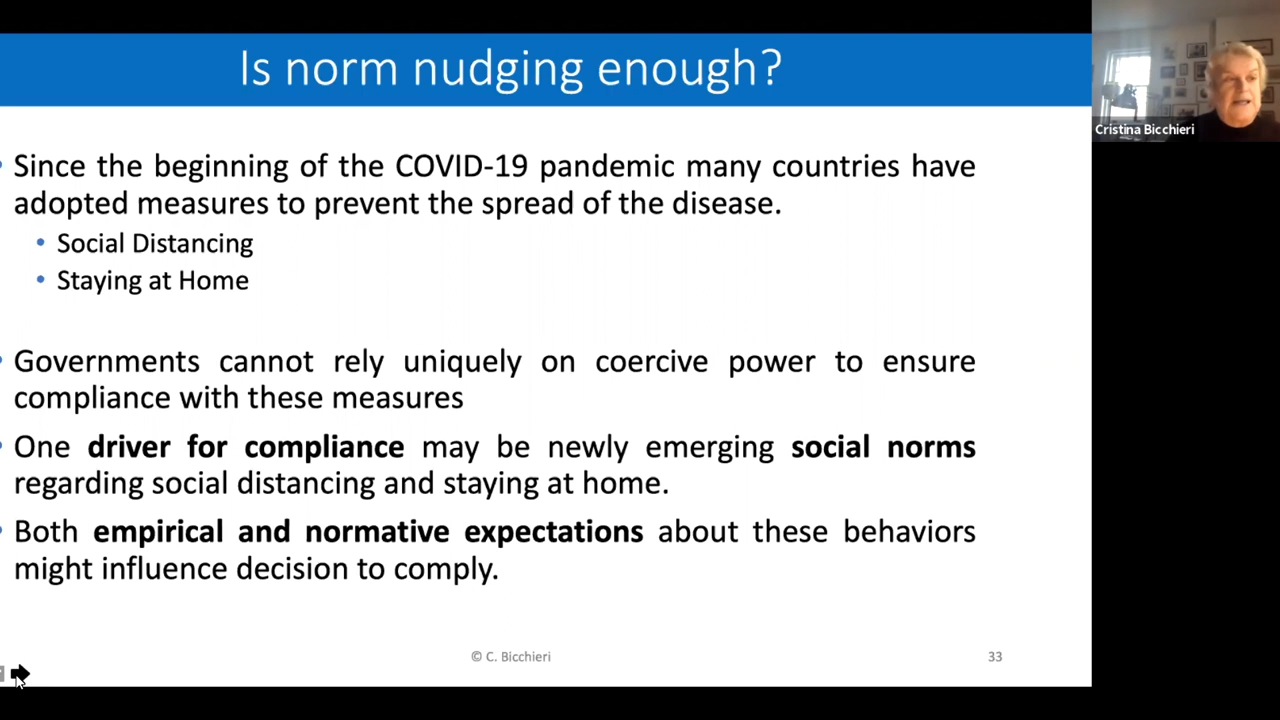 Is norm nudging enough?
Cristina Bicchieri
• Since the beginning of the COVID-19 pandemic many countries have
adopted measures to prevent the spread of the disease.
• Social Distancing
• Staying at Home
• Governments cannot rely uniquely on coercive power to ensure
compliance with these measures
• One driver for compliance may be newly emerging social norms
regarding social distancing and staying at home.
• Both empirical and normative expectations about these behaviors
might influence decision to comply.
© C. Bicchieri
33